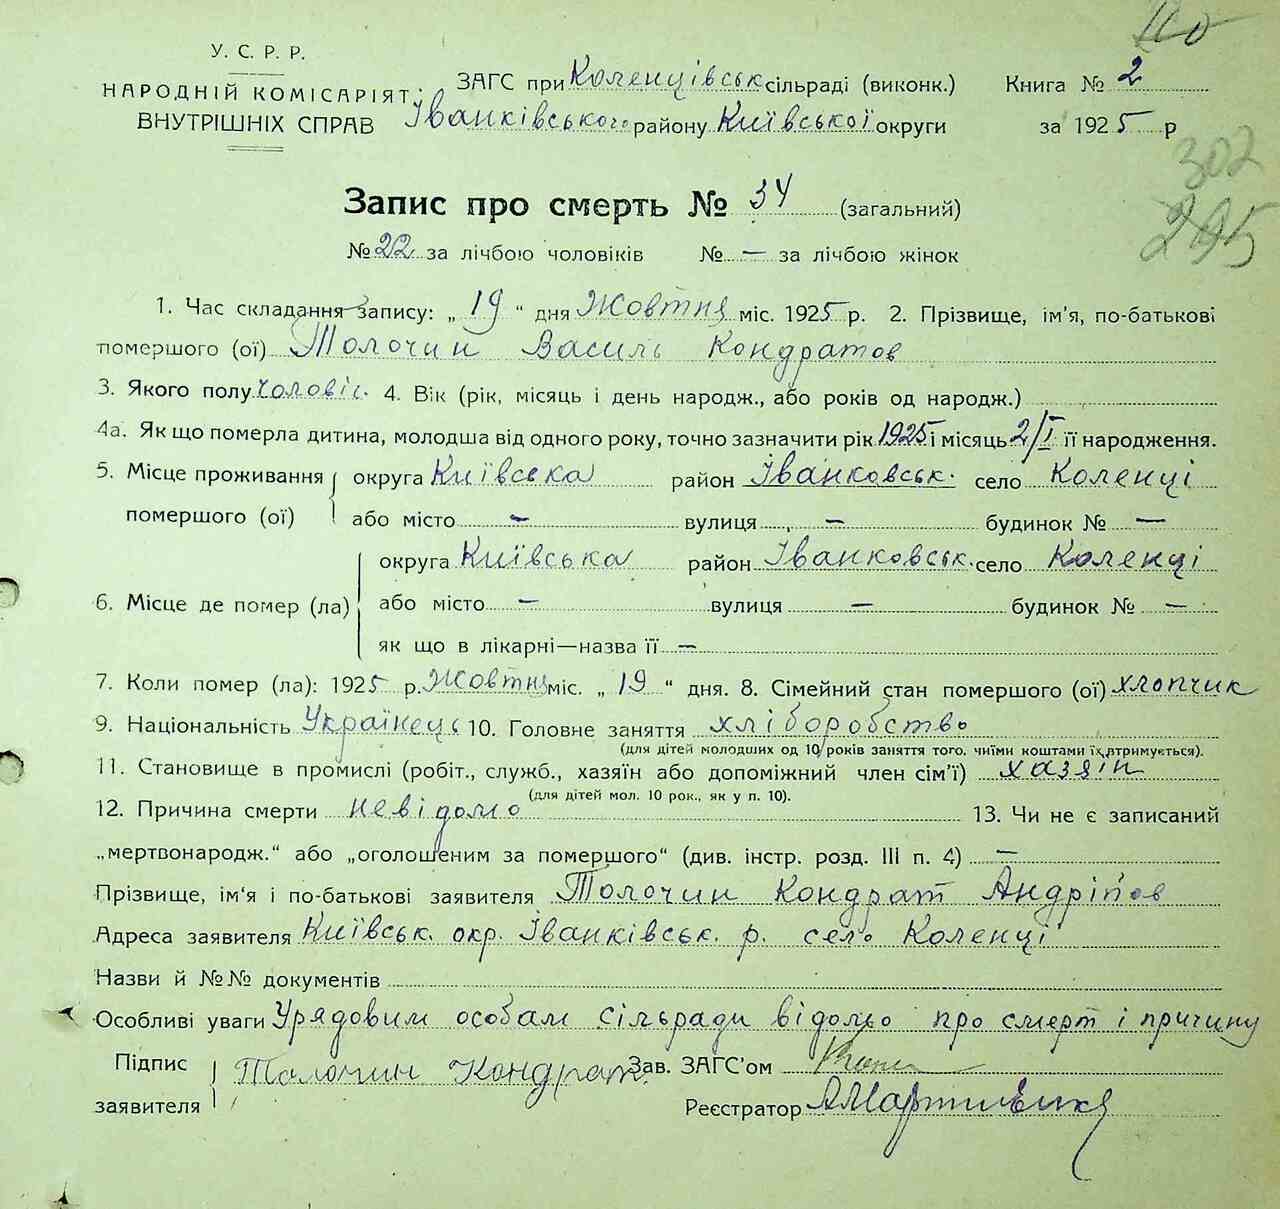 У. С. Р. Р.
НАРОДНІЙ КОМІСАРІЯТ
ВНУТРІШНІХ СПРАВ
ЗАГС при Коленцівськ сільраді (виконк.)
Іванківського району Київської округи
Книга № 2
за 1925 р
302
295
Запис про смерть № 34 (загальний)
№ 22 за лічбою чоловіків № — за лічбою жінок
1. Час складання запису: „ 19 “ дня Жовтня міс. 1925 р. 2. Прізвище, ім'я, по-батькові
помершого (ої) Толочин Василь Кондратов
3. Якого полу чоловіс. 4. Вік (рік, місяць і день народж., або років од народж.)
4а. Як що померла дитина, молодша від одного року, точно зазначити рік 1925 і місяць 2/I її народження.
5. Місце проживання помершого (ої) округа Київська район Іванковськ. село Коленці
або місто — вулиця — будинок № —
6. Місце де помер (ла) округа Київська район Іванковськ. село Коленці
або місто — вулиця — будинок № —
як що в лікарні—назва її —
7. Коли помер (ла): 1925 р. Жовтня міс. „ 19 “ дня. 8. Сімейний стан помершого (ої) хлопчик
9. Національність Українець 10. Головне заняття хліборобство
(для дітей молодших од 10 років заняття того, чиїми коштами їх утримується).
11. Становище в промислі (робіт., служб., хазяїн або допоміжний член сім'ї) хазяїн
(для дітей мол. 10 рок., як у п. 10).
12. Причина смерти невідомо 13. Чи не є записаний
„мертвонародж.“ або „оголошеним за помершого“ (див. інстр. розд. III п. 4) —
Прізвище, ім'я і по-батькові заявителя Толочин Кондрат Андріїов
Адреса заявителя Київськ. окр. Іванківськ. р. село Коленці
Назви й №№ документів
Особливі уваги Урядовим особам сільради відомо про смерт і причину
Підпис заявителя Толочин Кондрат
Зав. ЗАГС'ом
Реєстратор АМартиненко